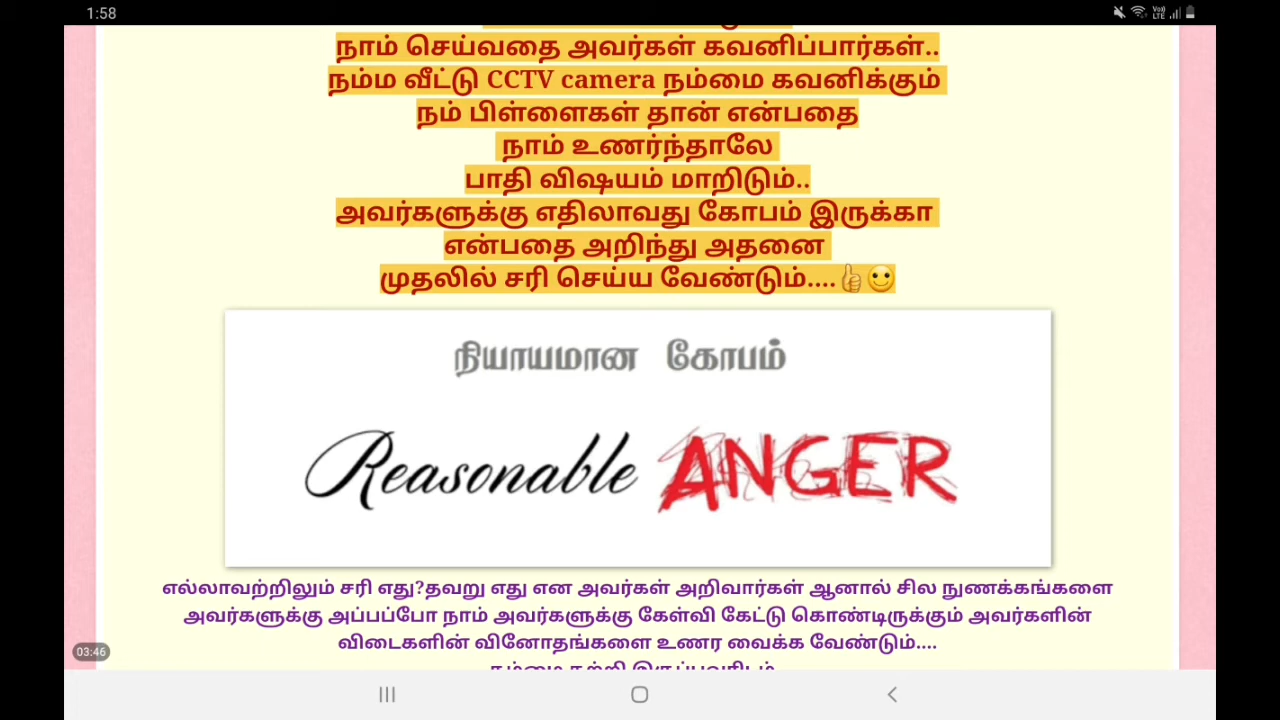 1:58
நாம் செய்வதை அவர்கள் கவனிப்பார்கள்..
நம்ம வீட்டு CCTV camera நம்மை கவனிக்கும்
நம் பிள்ளைகள் தான் என்பதை
நாம் உணர்ந்தாலே
பாதி விஷயம் மாறிடும்..
அவர்களுக்கு எதிலாவது கோபம் இருக்கா
என்பதை அறிந்து அதனை
முதலில் சரி செய்ய வேண்டும்....👍🙂
நியாயமான கோபம்
Reasonable ANGER
எல்லாவற்றிலும் சரி எது?தவறு எது என அவர்கள் அறிவார்கள் ஆனால் சில நுணக்கங்களை
அவர்களுக்கு அப்பப்போ நாம் அவர்களுக்கு கேள்வி கேட்டு கொண்டிருக்கும் அவர்களின்
விடைகளின் வினோதங்களை உணர வைக்க வேண்டும்....
03:46